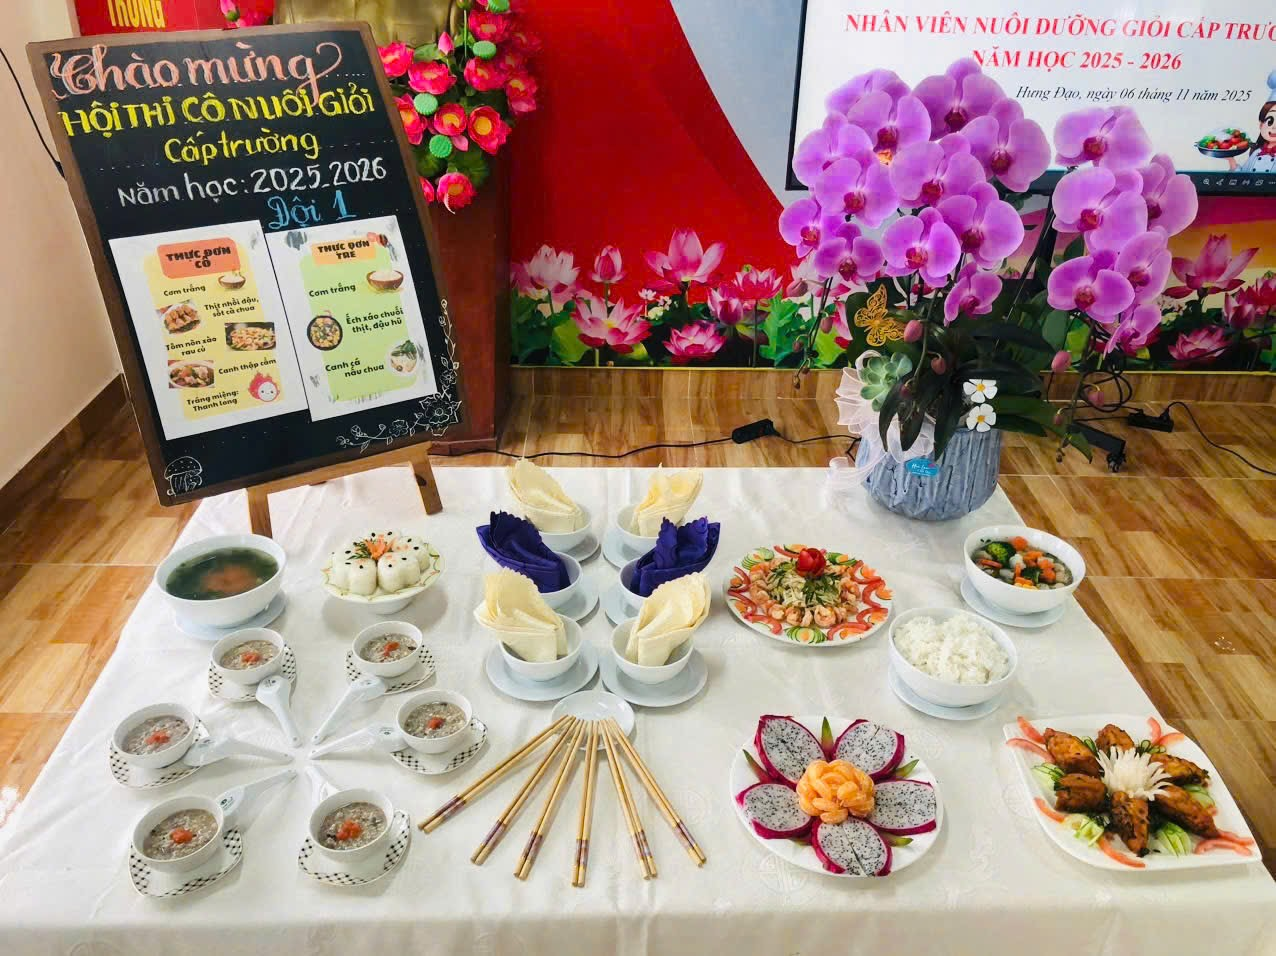 TRONG
Chào mừng
HỘI THI CÔ NUÔI GIỎI
Cấp trường
Năm học: 2025-2026
Đội 1
THỰC ĐƠN
CÔ
Cơm trắng
Thịt nhồi đậu,
sốt cà chua
Tôm nõn xào
rau củ
Canh thập cẩm
Tráng miệng:
Thanh long
THỰC ĐƠN
TRẺ
Cơm trắng
Ếch xáo chuối
thịt, đậu hũ
Canh cá
nấu chua
NHÂN VIÊN NUÔI DƯỠNG GIỎI CẤP TRƯỜ
NĂM HỌC 2025 - 2026
Hưng Đạo, ngày 06 tháng 11 năm 2025